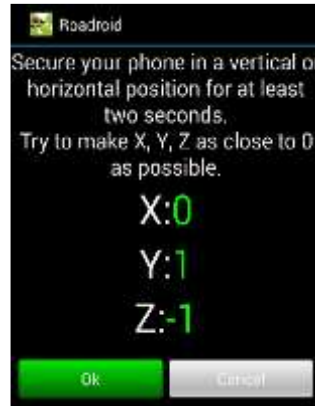 Roadroid
Secure your phone in a vertical o
horizontal position for at least
two seconds.
Try to make X, Y, Z as close to 0
as possible.
X:0
Y:1
Z:-1
Ok
Cancel